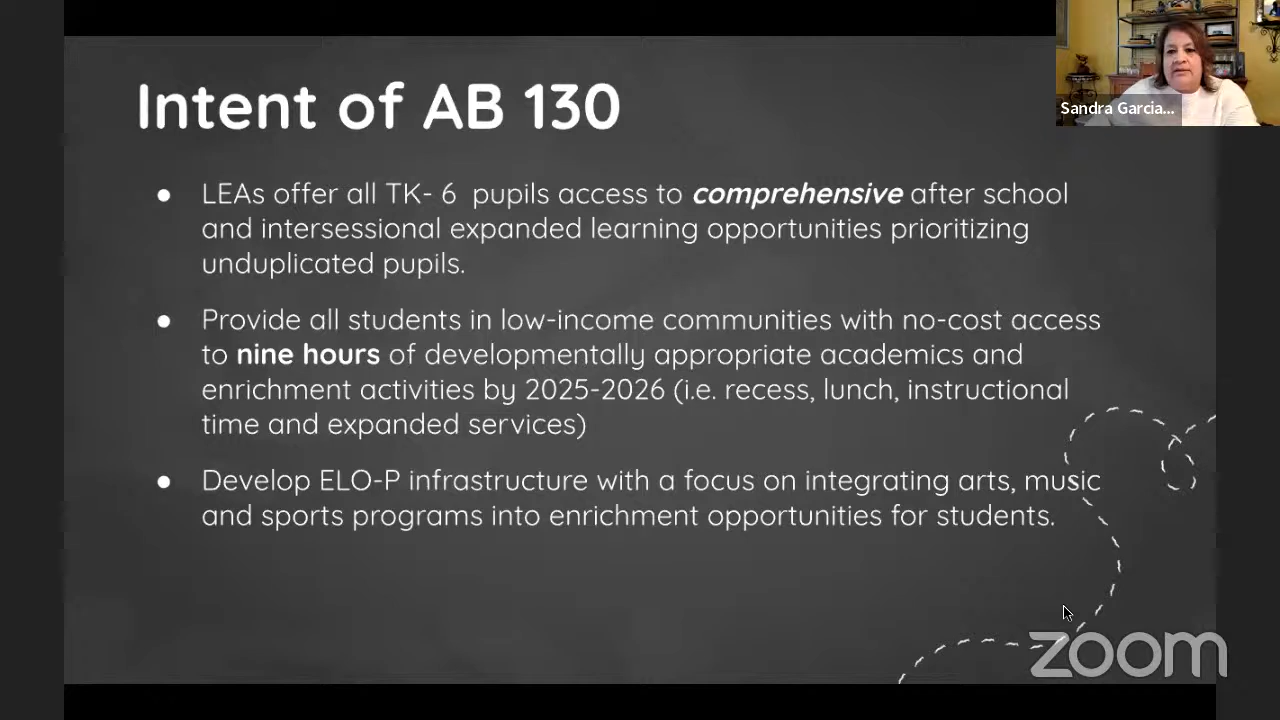 Intent of AB 130
Sandra Garcia...
● LEAs offer all TK- 6 pupils access to comprehensive after school
and intersessional expanded learning opportunities prioritizing
unduplicated pupils.
● Provide all students in low-income communities with no-cost access
to nine hours of developmentally appropriate academics and
enrichment activities by 2025-2026 (i.e. recess, lunch, instructional
time and expanded services)
● Develop ELO-P infrastructure with a focus on integrating arts, music
and sports programs into enrichment opportunities for students.
zoom